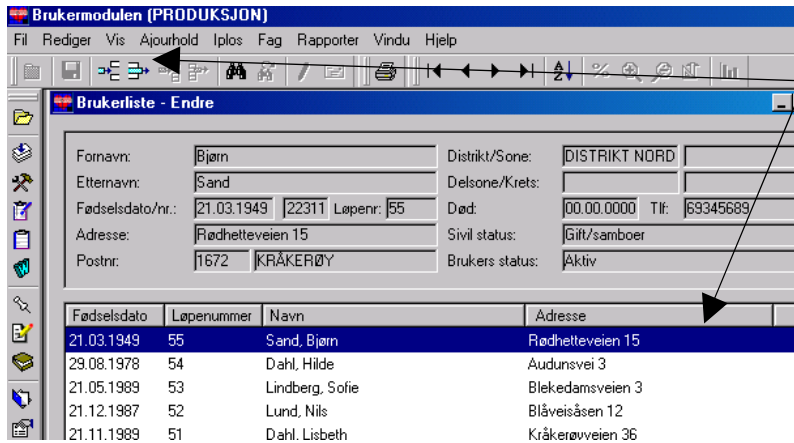 Brukermodulen (PRODUKSJON)
Fil Rediger Vis Ajourhold Iplos Fag Rapporter Vindu Hjelp
Brukerliste - Endre
Fornavn: Bjørn Distrikt/Sone: DISTRIKT NORD
Etternavn: Sand Delsone/Krets:
Fødselsdato/nr.: 21.03.1949 22311 Løpenr: 55 Død: 00.00.0000 Tlf: 69345689
Adresse: Rødhetteveien 15 Sivil status: Gift/samboer
Postnr: 1672 KRÅKERØY Brukers status: Aktiv
Fødselsdato Løpenummer Navn Adresse
21.03.1949 55 Sand, Bjørn Rødhetteveien 15
29.08.1978 54 Dahl, Hilde Audunsvei 3
21.05.1989 53 Lindberg, Sofie Blekedamsveien 3
21.12.1987 52 Lund, Nils Blåveisåsen 12
21.11.1989 51 Dahl, Lisbeth Kråkerøyveien 36